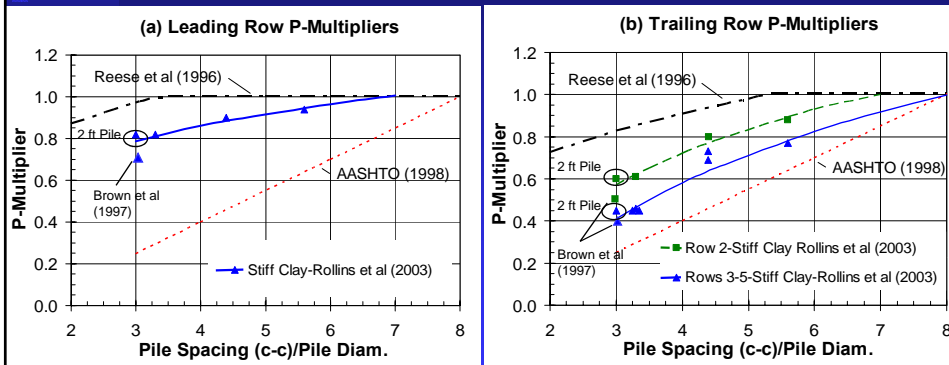 (a) Leading Row P-Multipliers
1.2
1.0
0.8
0.6
0.4
0.2
0.0
P-Multiplier
Reese et al (1996)
2 ft Pile
Brown et al
(1997)
AASHTO (1998)
Stiff Clay-Rollins et al (2003)
2 3 4 5 6 7 8
Pile Spacing (c-c)/Pile Diam.
(b) Trailing Row P-Multipliers
1.2
1.0
0.8
0.6
0.4
0.2
0.0
P-Multiplier
Reese et al (1996)
2 ft Pile
2 ft Pile
Brown et al
(1997)
AASHTO (1998)
Row 2-Stiff Clay Rollins et al (2003)
Rows 3-5-Stiff Clay-Rollins et al (2003)
2 3 4 5 6 7 8
Pile Spacing (c-c)/Pile Diam.